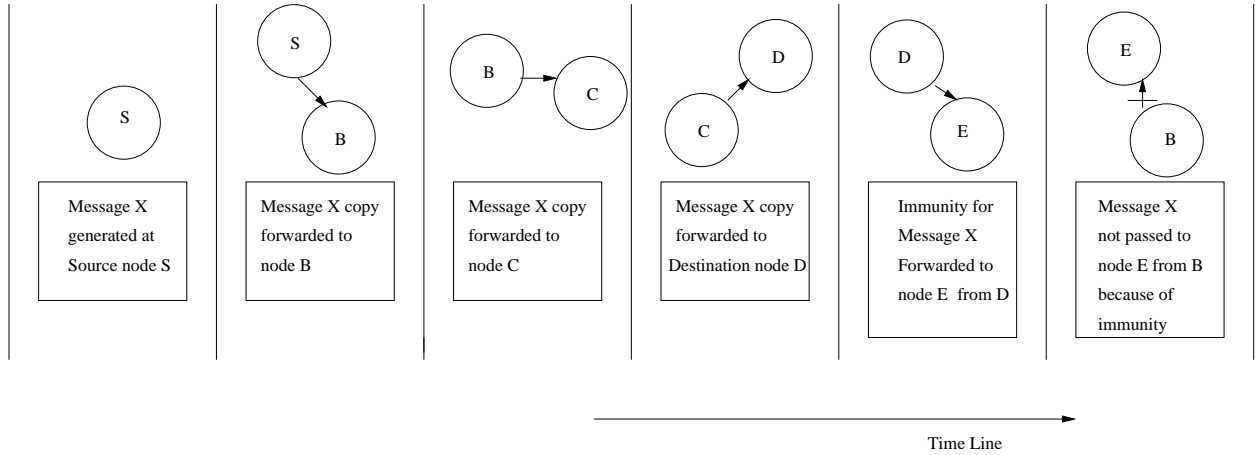 S
Message X
generated at
Source node S
S
B
Message X copy
forwarded to
node B
B
C
Message X copy
forwarded to
node C
D
C
Message X copy
forwarded to
Destination node D
D
E
Immunity for
Message X
Forwarded to
node E from D
E
B
Message X
not passed to
node E from B
because of
immunity
Time Line